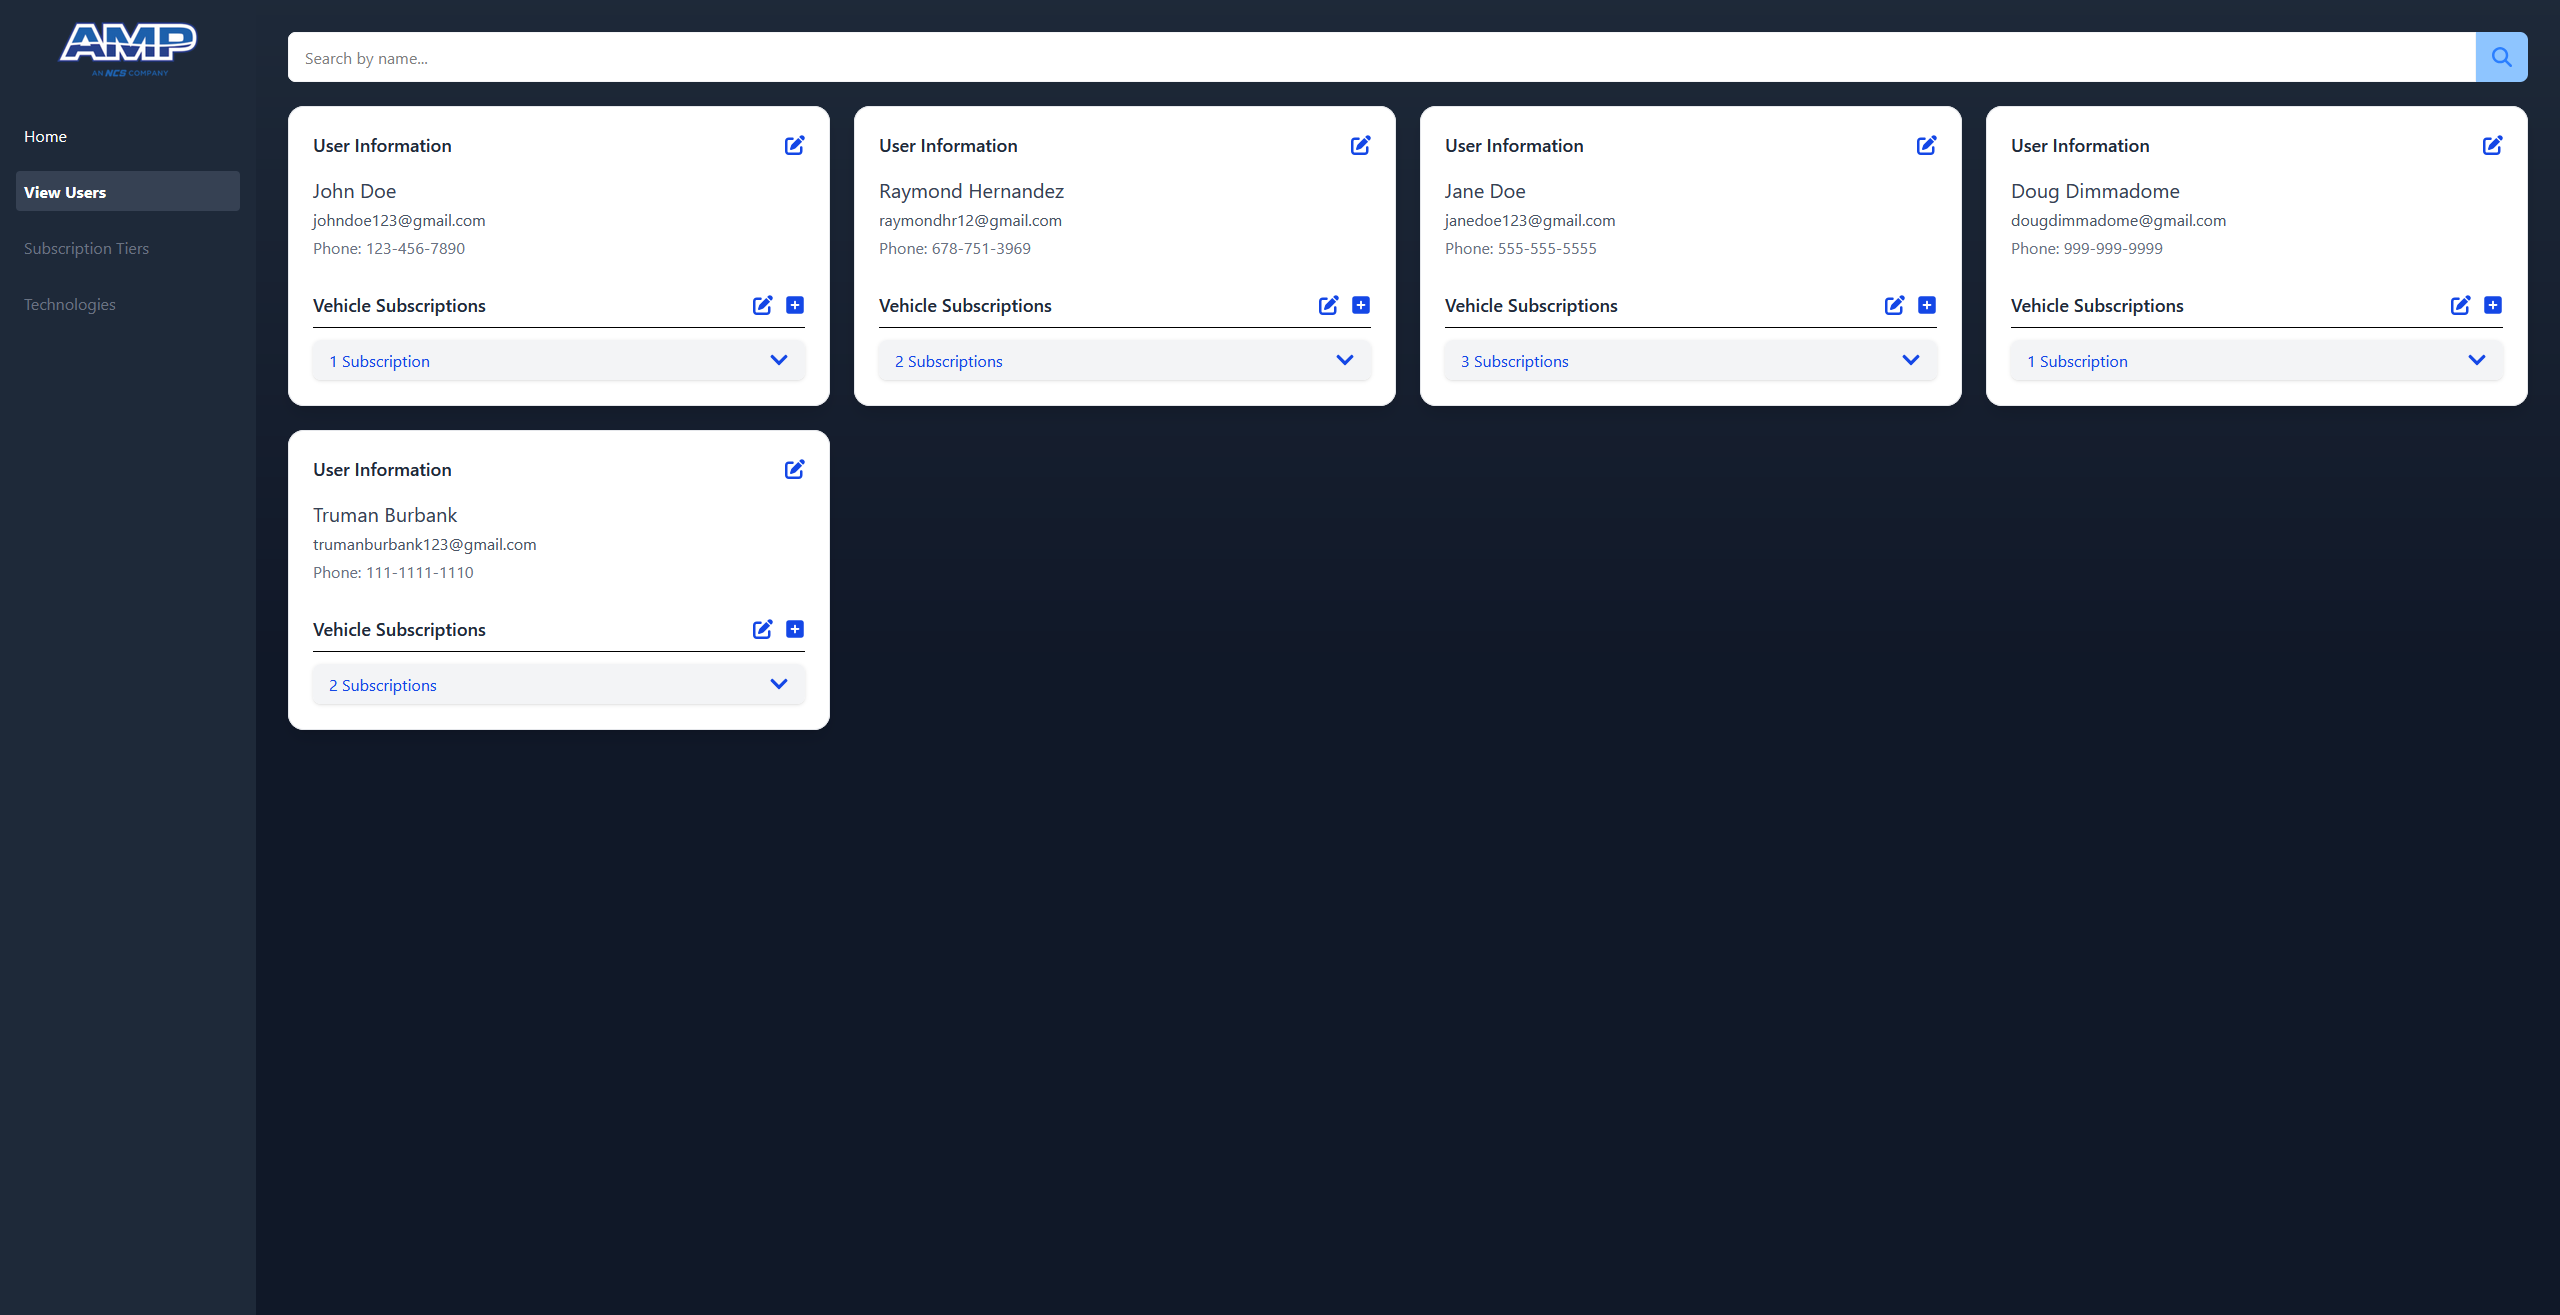 AMP
AN NCS COMPANY
Home
View Users
Subscription Tiers
Technologies
Search by name...
User Information
John Doe
johndoe123@gmail.com
Phone: 123-456-7890
Vehicle Subscriptions
1 Subscription
User Information
Raymond Hernandez
raymondhr12@gmail.com
Phone: 678-751-3969
Vehicle Subscriptions
2 Subscriptions
User Information
Jane Doe
janedoe123@gmail.com
Phone: 555-555-5555
Vehicle Subscriptions
3 Subscriptions
User Information
Doug Dimmadome
dougdimmadome@gmail.com
Phone: 999-999-9999
Vehicle Subscriptions
1 Subscription
User Information
Truman Burbank
trumanburbank123@gmail.com
Phone: 111-1111-1110
Vehicle Subscriptions
2 Subscriptions